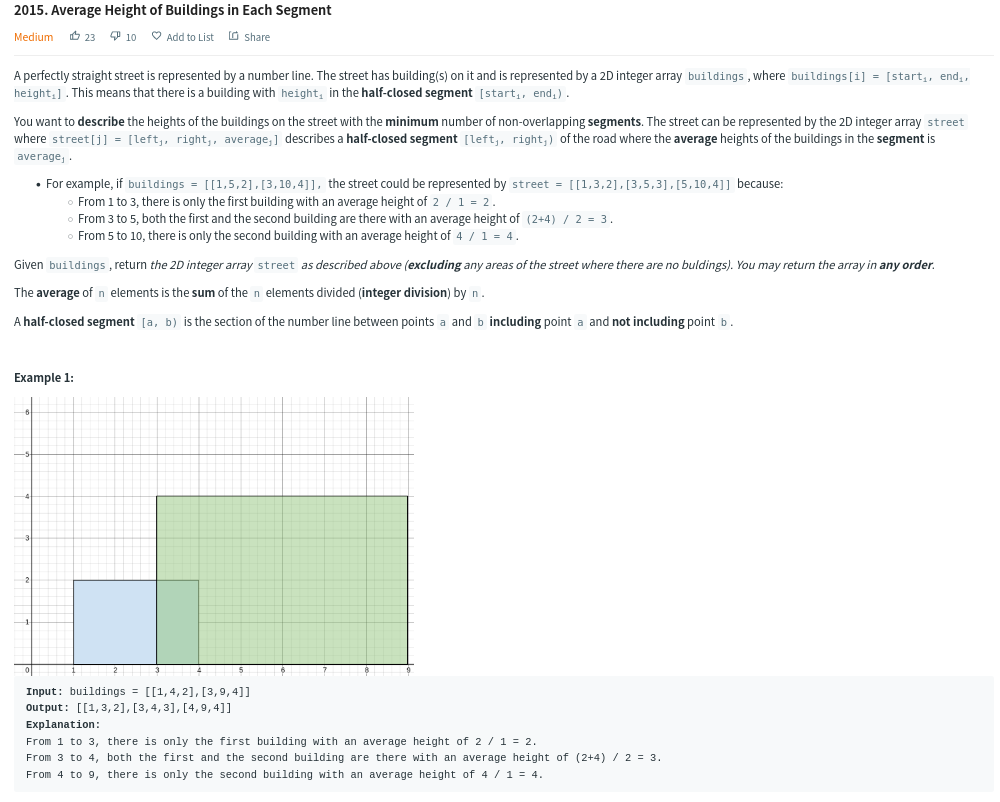 2015. Average Height of Buildings in Each Segment
Medium 23 10 Add to List Share
A perfectly straight street is represented by a number line. The street has building(s) on it and is represented by a 2D integer array buildings , where buildings[i] = [startᵢ, endᵢ,
heightᵢ] . This means that there is a building with heightᵢ in the half-closed segment [startᵢ, endᵢ) .
You want to describe the heights of the buildings on the street with the minimum number of non-overlapping segments. The street can be represented by the 2D integer array street
where street[j] = [leftⱼ, rightⱼ, averageⱼ] describes a half-closed segment [leftⱼ, rightⱼ) of the road where the average heights of the buildings in the segment is
averageⱼ .
• For example, if buildings = [[1,5,2],[3,10,4]], the street could be represented by street = [[1,3,2],[3,5,3],[5,10,4]] because:
○ From 1 to 3, there is only the first building with an average height of 2 / 1 = 2 .
○ From 3 to 5, both the first and the second building are there with an average height of (2+4) / 2 = 3 .
○ From 5 to 10, there is only the second building with an average height of 4 / 1 = 4 .
Given buildings , return the 2D integer array street as described above (excluding any areas of the street where there are no buldings). You may return the array in any order.
The average of n elements is the sum of the n elements divided (integer division) by n .
A half-closed segment [a, b) is the section of the number line between points a and b including point a and not including point b .
Example 1:
6
5
4
3
2
1
0 1 2 3 4 5 6 7 8 9
Input: buildings = [[1,4,2],[3,9,4]]
Output: [[1,3,2],[3,4,3],[4,9,4]]
Explanation:
From 1 to 3, there is only the first building with an average height of 2 / 1 = 2.
From 3 to 4, both the first and the second building are there with an average height of (2+4) / 2 = 3.
From 4 to 9, there is only the second building with an average height of 4 / 1 = 4.